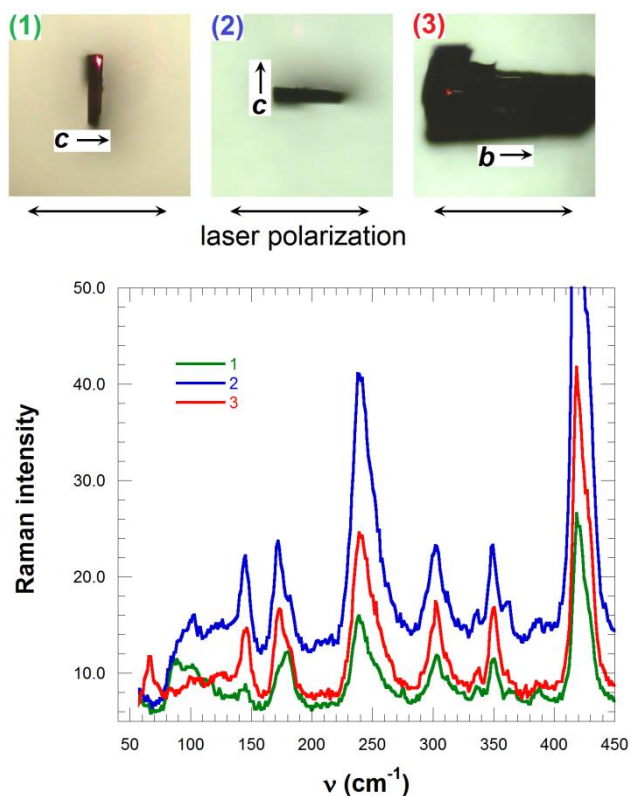 (1) (2) (3)
c
c
b
laser polarization
50.0
40.0
30.0
20.0
10.0
1
2
3
Raman intensity
50 100 150 200 250 300 350 400 450
ν (cm⁻¹)